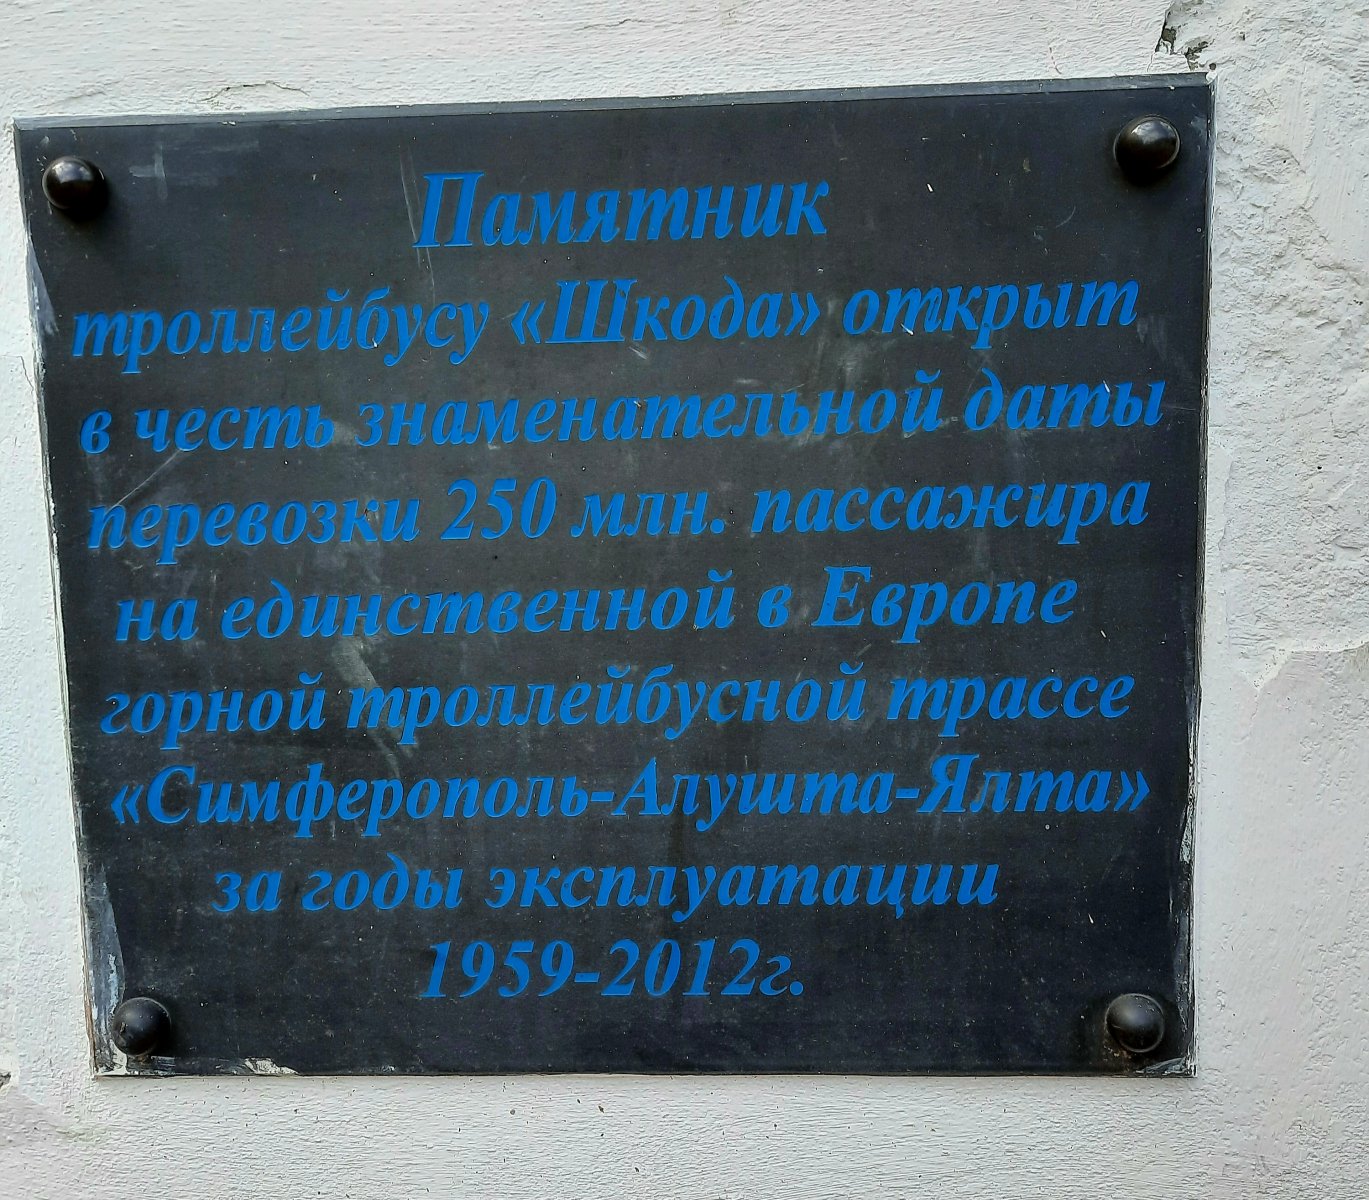 Памятник
троллейбусу «Шкода» открыт
в честь знаменательной даты
перевозки 250 млн. пассажира
на единственной в Европе
горной троллейбусной трассе
«Симферополь-Алушта-Ялта»
за годы эксплуатации
1959-2012г.